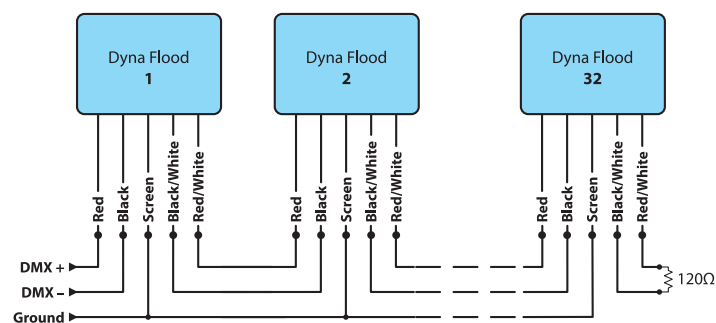 Dyna Flood
1
Dyna Flood
2
Dyna Flood
32
Red
Black
Screen
Black/White
Red/White
Red
Black
Screen
Black/White
Red/White
Red
Black
Screen
Black/White
Red/White
DMX +
DMX –
Ground
120Ω